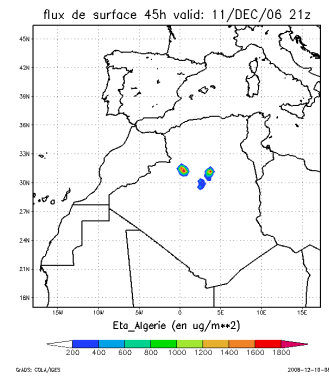 flux de surface 45h valid: 11/DEC/06 21z
45N
42N
39N
36N
33N
30N
27N
24N
21N
18N
15W 10W 5W 0 5E 10E 15E
Eta_Algerie (en ug/m**2)
200 400 600 800 1000 1200 1400 1600 1800
GrADS: COLA/IGES